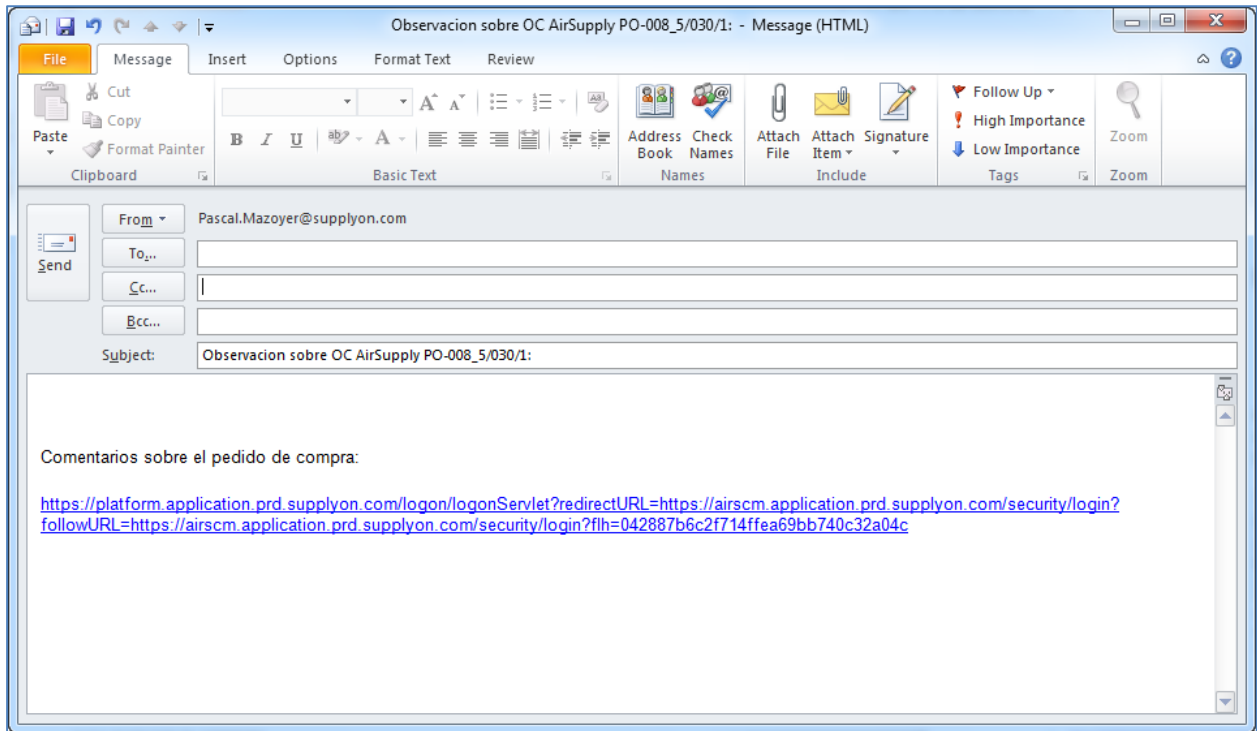 Observacion sobre OC AirSupply PO-008_5/030/1: - Message (HTML)
File Message Insert Options Format Text Review
Cut
Copy
Paste
Format Painter
Clipboard
B I U A A A
Basic Text
Address Book
Check Names
Names
Attach File
Attach Item
Signature
Include
Follow Up
High Importance
Low Importance
Tags
Zoom
Zoom
Send
From Pascal.Mazoyer@supplyon.com
To...
Cc...
Bcc...
Subject: Observacion sobre OC AirSupply PO-008_5/030/1:
Comentarios sobre el pedido de compra:
https://platform.application.prd.supplyon.com/logon/logonServlet?redirectURL=https://airscm.application.prd.supplyon.com/security/login?
followURL=https://airscm.application.prd.supplyon.com/security/login?flh=042887b6c2f714ffea69bb740c32a04c